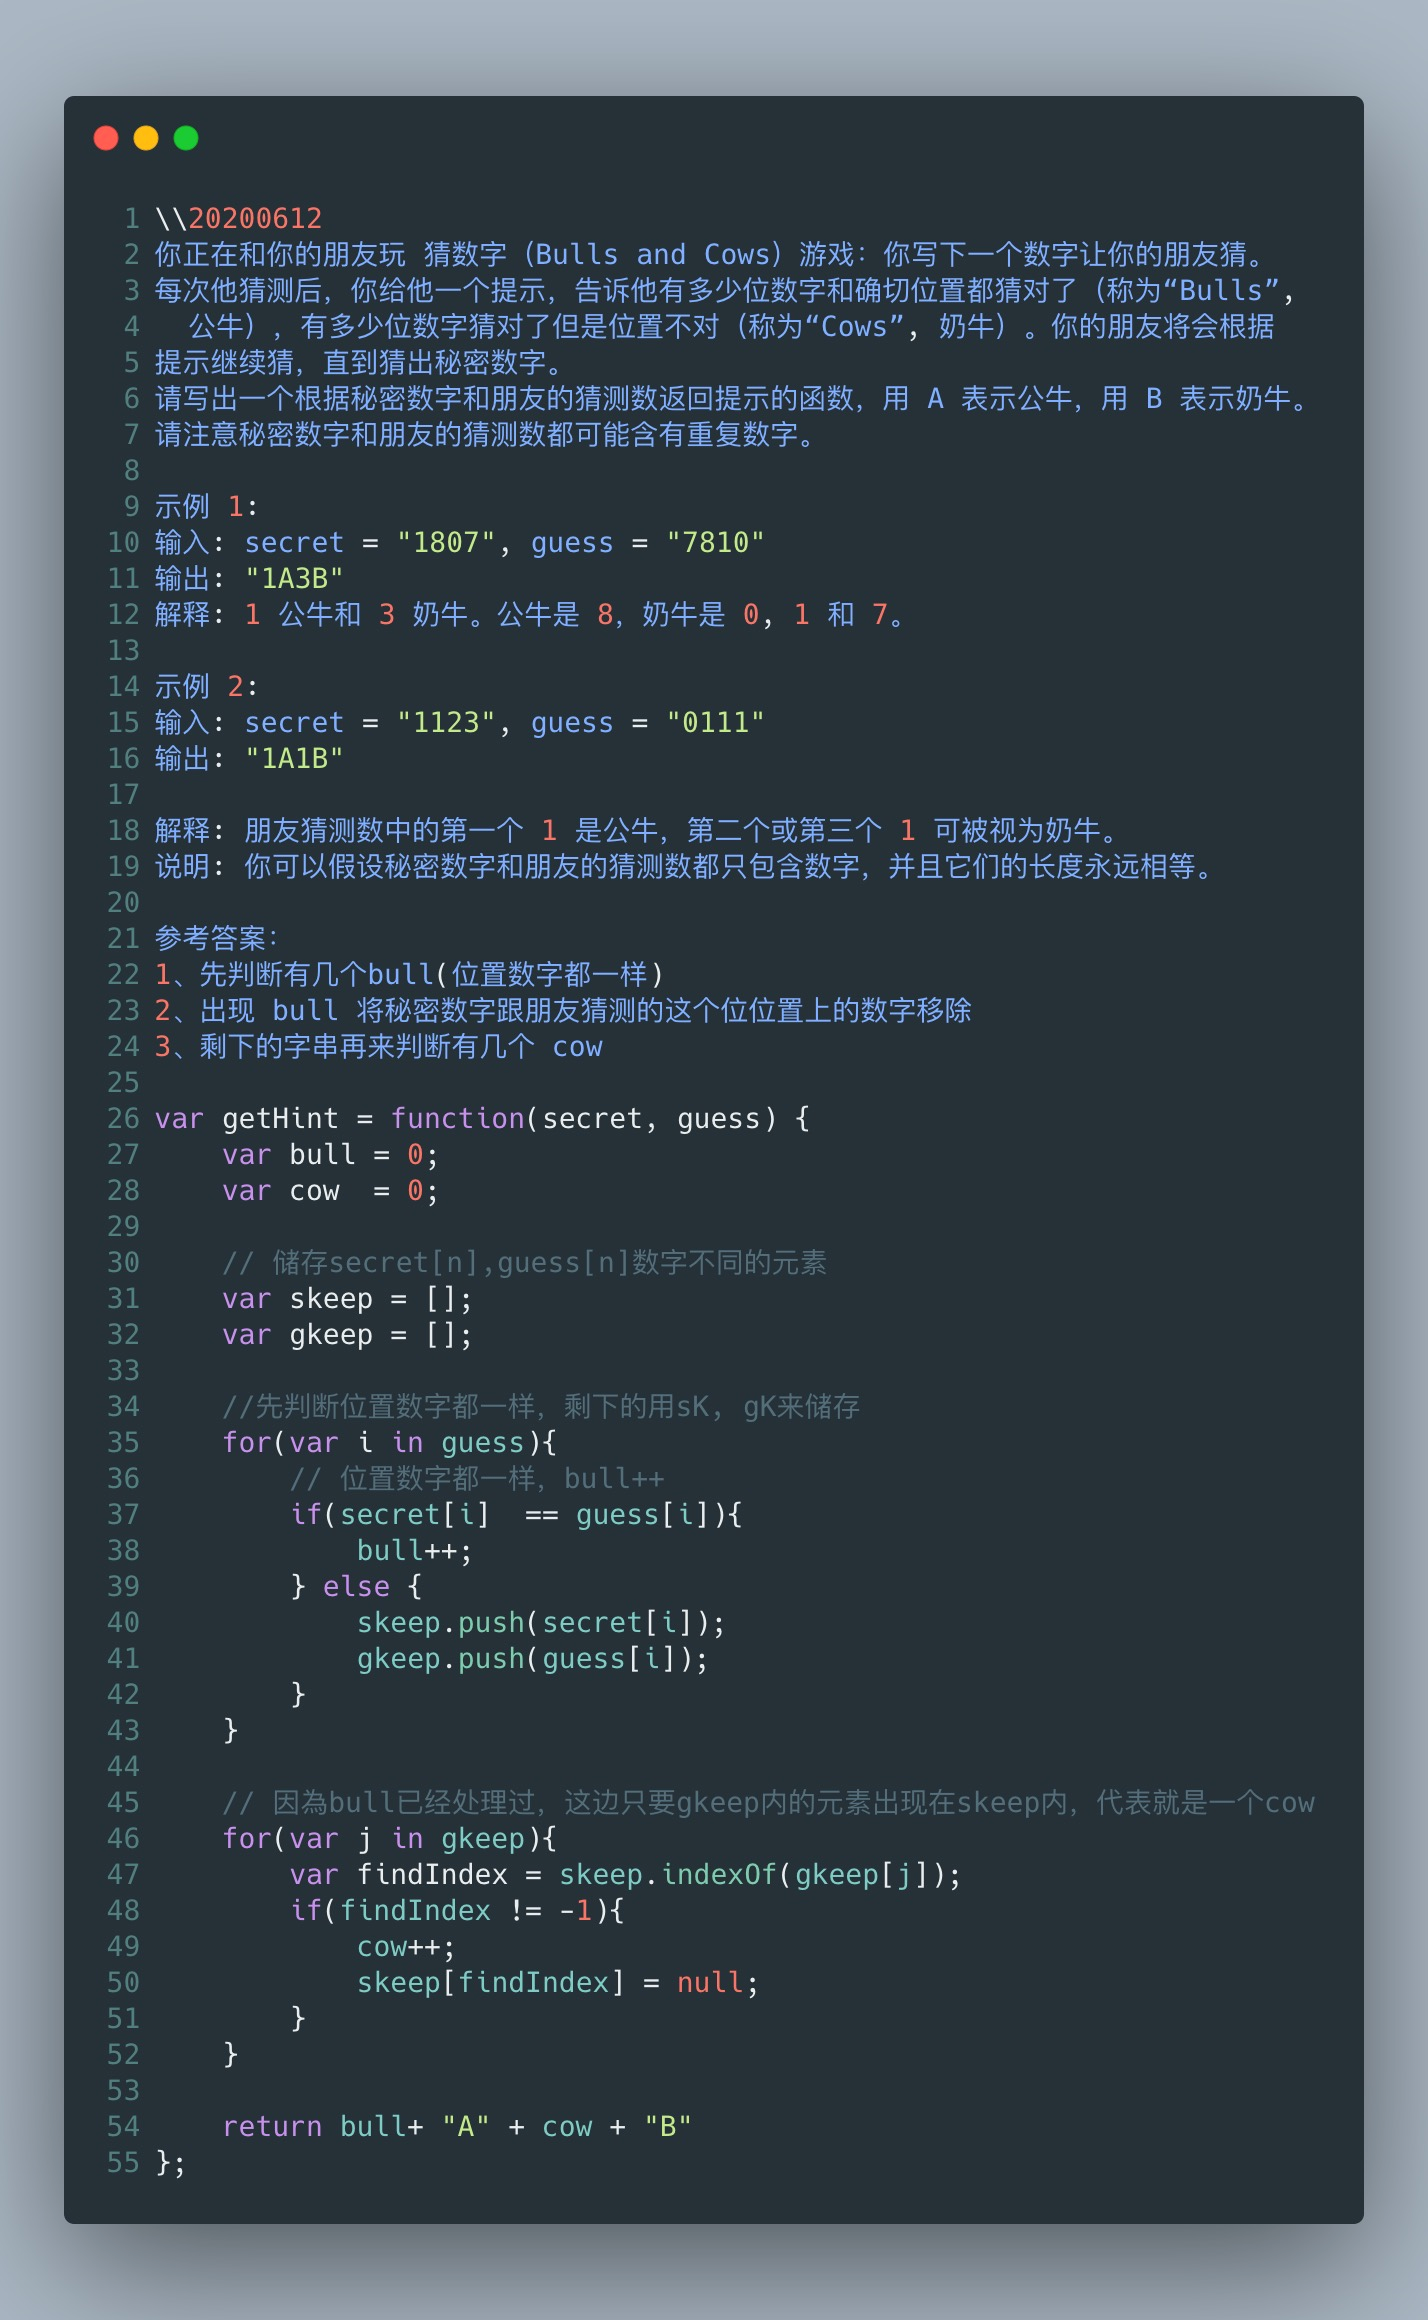 1 \\20200612
2 你正在和你的朋友玩 猜数字（Bulls and Cows）游戏：你写下一个数字让你的朋友猜。
3 每次他猜测后，你给他一个提示，告诉他有多少位数字和确切位置都猜对了（称为“Bulls”,
4   公牛），有多少位数字猜对了但是位置不对（称为“Cows”, 奶牛）。你的朋友将会根据
5 提示继续猜，直到猜出秘密数字。
6 请写出一个根据秘密数字和朋友的猜测数返回提示的函数，用 A 表示公牛，用 B 表示奶牛。
7 请注意秘密数字和朋友的猜测数都可能含有重复数字。
8
9 示例 1:
10 输入: secret = "1807", guess = "7810"
11 输出: "1A3B"
12 解释: 1 公牛和 3 奶牛。公牛是 8，奶牛是 0, 1 和 7。
13
14 示例 2:
15 输入: secret = "1123", guess = "0111"
16 输出: "1A1B"
17
18 解释: 朋友猜测数中的第一个 1 是公牛，第二个或第三个 1 可被视为奶牛。
19 说明: 你可以假设秘密数字和朋友的猜测数都只包含数字，并且它们的长度永远相等。
20
21 参考答案：
22 1、先判断有几个bull(位置数字都一样)
23 2、出现 bull 将秘密数字跟朋友猜测的这个位位置上的数字移除
24 3、剩下的字串再来判断有几个 cow
25
26 var getHint = function(secret, guess) {
27     var bull = 0;
28     var cow  = 0;
29
30     // 储存secret[n],guess[n]数字不同的元素
31     var skeep = [];
32     var gkeep = [];
33
34     //先判断位置数字都一样，剩下的用sK, gK来储存
35     for(var i in guess){
36         // 位置数字都一样，bull++
37         if(secret[i]  == guess[i]){
38             bull++;
39         } else {
40             skeep.push(secret[i]);
41             gkeep.push(guess[i]);
42         }
43     }
44
45     // 因為bull已经处理过，这边只要gkeep内的元素出现在skeep内，代表就是一个cow
46     for(var j in gkeep){
47         var findIndex = skeep.indexOf(gkeep[j]);
48         if(findIndex != -1){
49             cow++;
50             skeep[findIndex] = null;
51         }
52     }
53
54     return bull+ "A" + cow + "B"
55 };